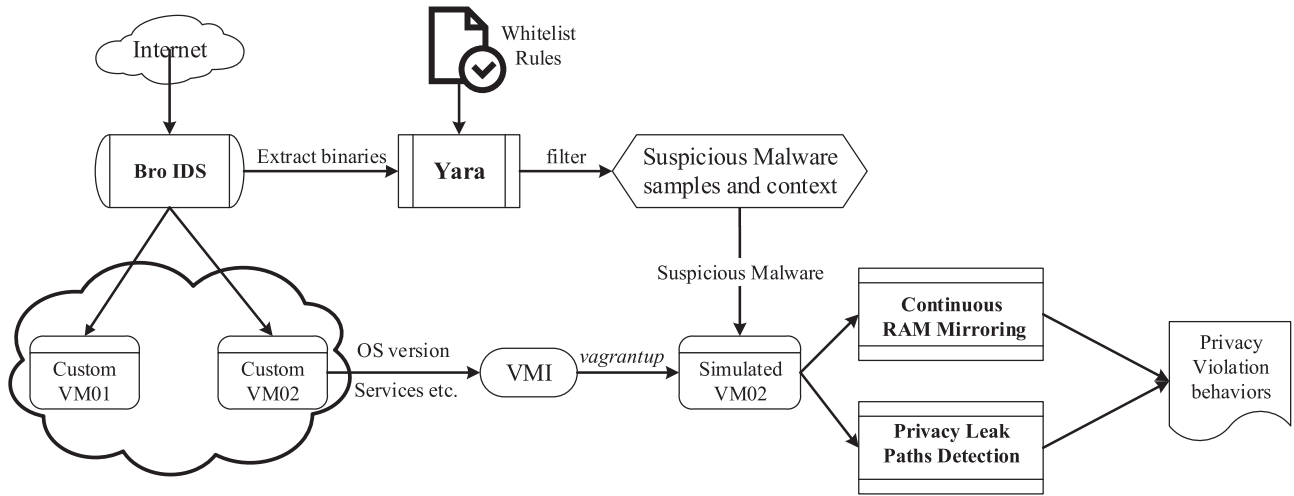 Internet
Whitelist
Rules
Bro IDS
Extract binaries
Yara
filter
Suspicious Malware
samples and context
Suspicious Malware
Custom
VM01
Custom
VM02
OS version
Services etc.
VMI
vagrantup
Simulated
VM02
Continuous
RAM Mirroring
Privacy Leak
Paths Detection
Privacy
Violation
behaviors